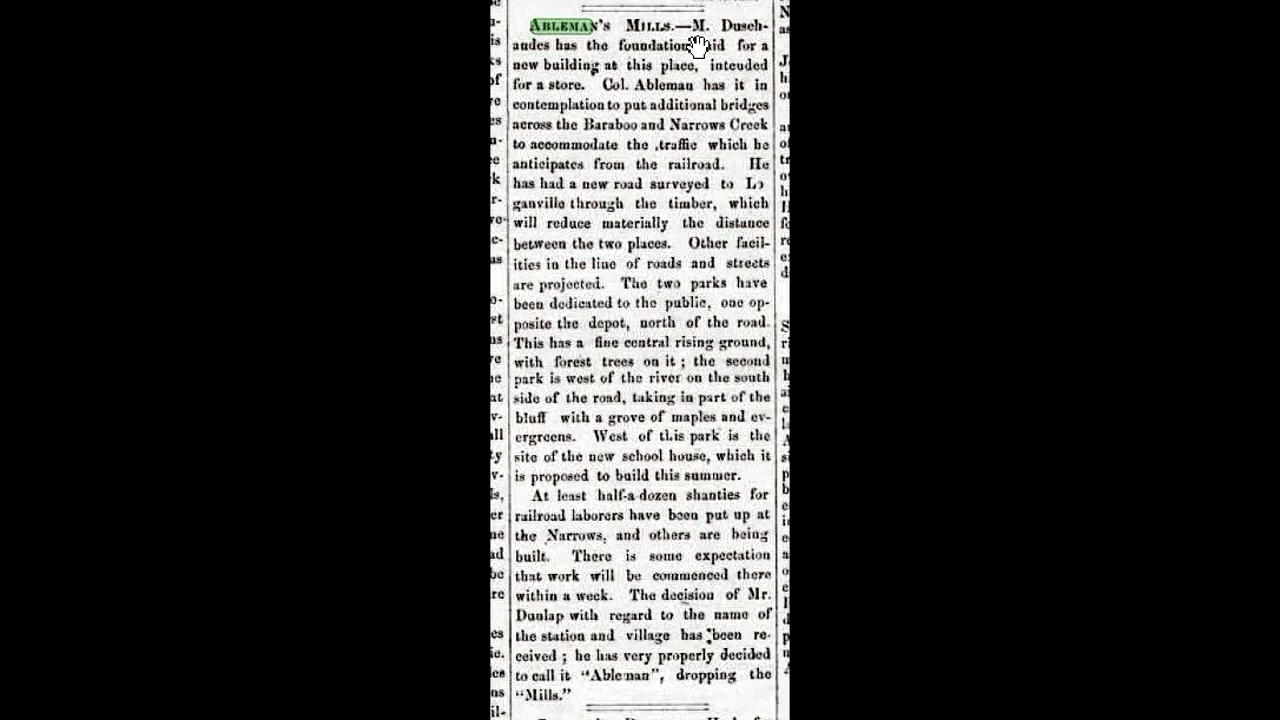 ABLEMAN'S MILLS.—M. Dusch-
andes has the foundation laid for a
new building at this place, intended
for a store. Col. Ableman has it in
contemplation to put additional bridges
across the Baraboo and Narrows Creek
to accommodate the traffic which he
anticipates from the railroad. He
has had a new road surveyed to Lo
ganville through the timber, which
will reduce materially the distance
between the two places. Other facil-
ities in the line of roads and streets
are projected. The two parks have
been dedicated to the public, one op-
posite the depot, north of the road.
This has a fine central rising ground,
with forest trees on it ; the second
park is west of the river on the south
side of the road, taking in part of the
bluff with a grove of maples and ev-
ergreens. West of this park is the
site of the new school house, which it
is proposed to build this summer.
At least half-a dozen shanties for
railroad laborers have been put up at
the Narrows, and others are being
built. There is some expectation
that work will be commenced there
within a week. The decision of Mr.
Dunlap with regard to the name of
the station and village has been re-
ceived ; he has very properly decided
to call it "Ableman", dropping the
"Mills."